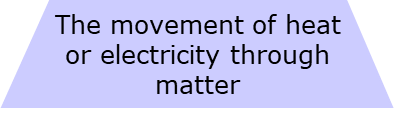 The movement of heat
or electricity through
matter